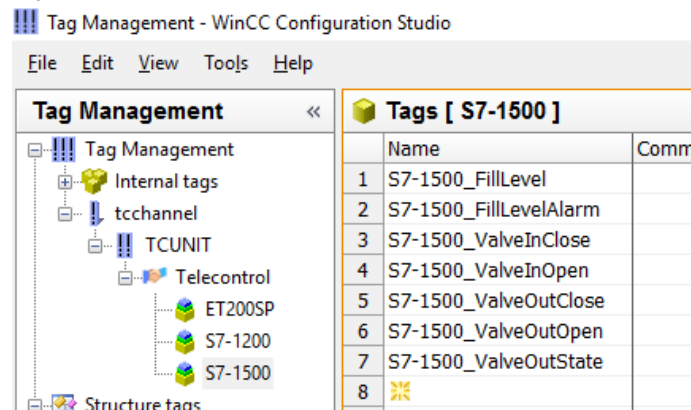 Tag Management - WinCC Configuration Studio
File Edit View Tools Help
Tag Management «
Tag Management
Internal tags
tcchannel
TCUNIT
Telecontrol
ET200SP
S7-1200
S7-1500
Structure tags
Tags [ S7-1500 ]
Name Comm
1 S7-1500_FillLevel
2 S7-1500_FillLevelAlarm
3 S7-1500_ValveInClose
4 S7-1500_ValveInOpen
5 S7-1500_ValveOutClose
6 S7-1500_ValveOutOpen
7 S7-1500_ValveOutState
8